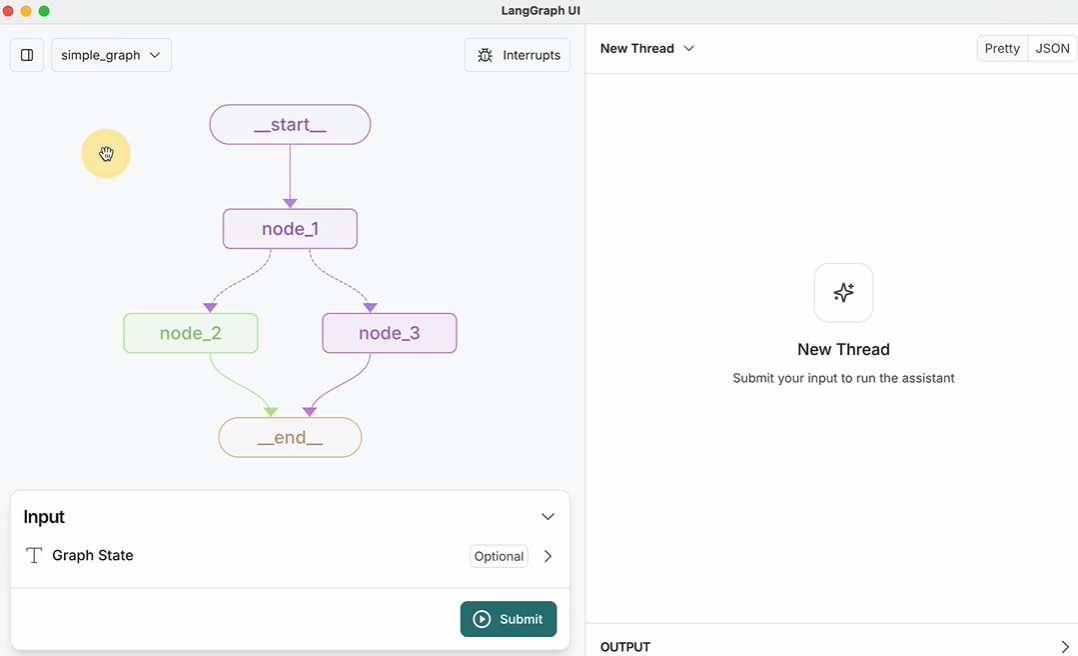 LangGraph UI
simple_graph
Interrupts
__start__
node_1
node_2
node_3
__end__
Input
Graph State
Optional
Submit
New Thread
Pretty
JSON
New Thread
Submit your input to run the assistant
OUTPUT